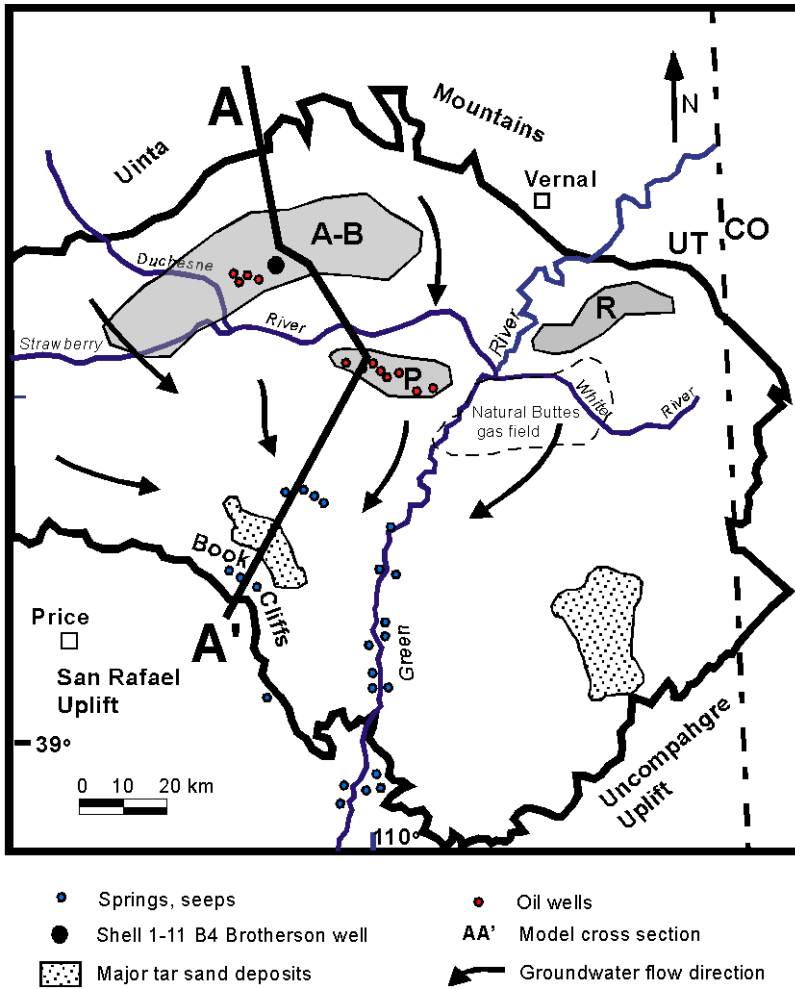 A
Uinta
Mountains
N
Vernal
UT
CO
A-B
Duchesne
River
Strawberry
River
R
P
Natural Buttes
gas field
White
River
Book
Cliffs
A'
Price
San Rafael
Uplift
Green
Uncompahgre
Uplift
39°
0 10 20 km
110°
Springs, seeps
Oil wells
Shell 1-11 B4 Brotherson well
AA' Model cross section
Major tar sand deposits
Groundwater flow direction